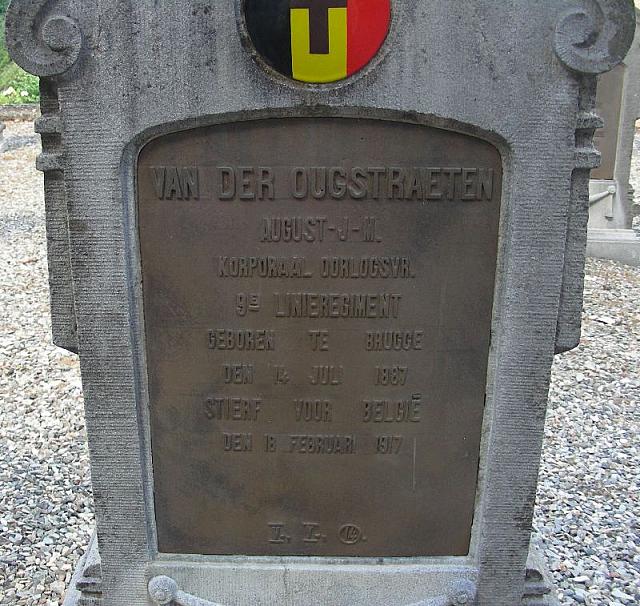 VAN DER OUGSTRAETEN
AUGUST-J-M.
KORPORAAL OORLOGSVR.
9E LINIEREGIMENT
GEBOREN TE BRUGGE
DEN 14 JULI 1887
STIERF VOOR BELGIË
DEN 18 FEBRUARI 1917